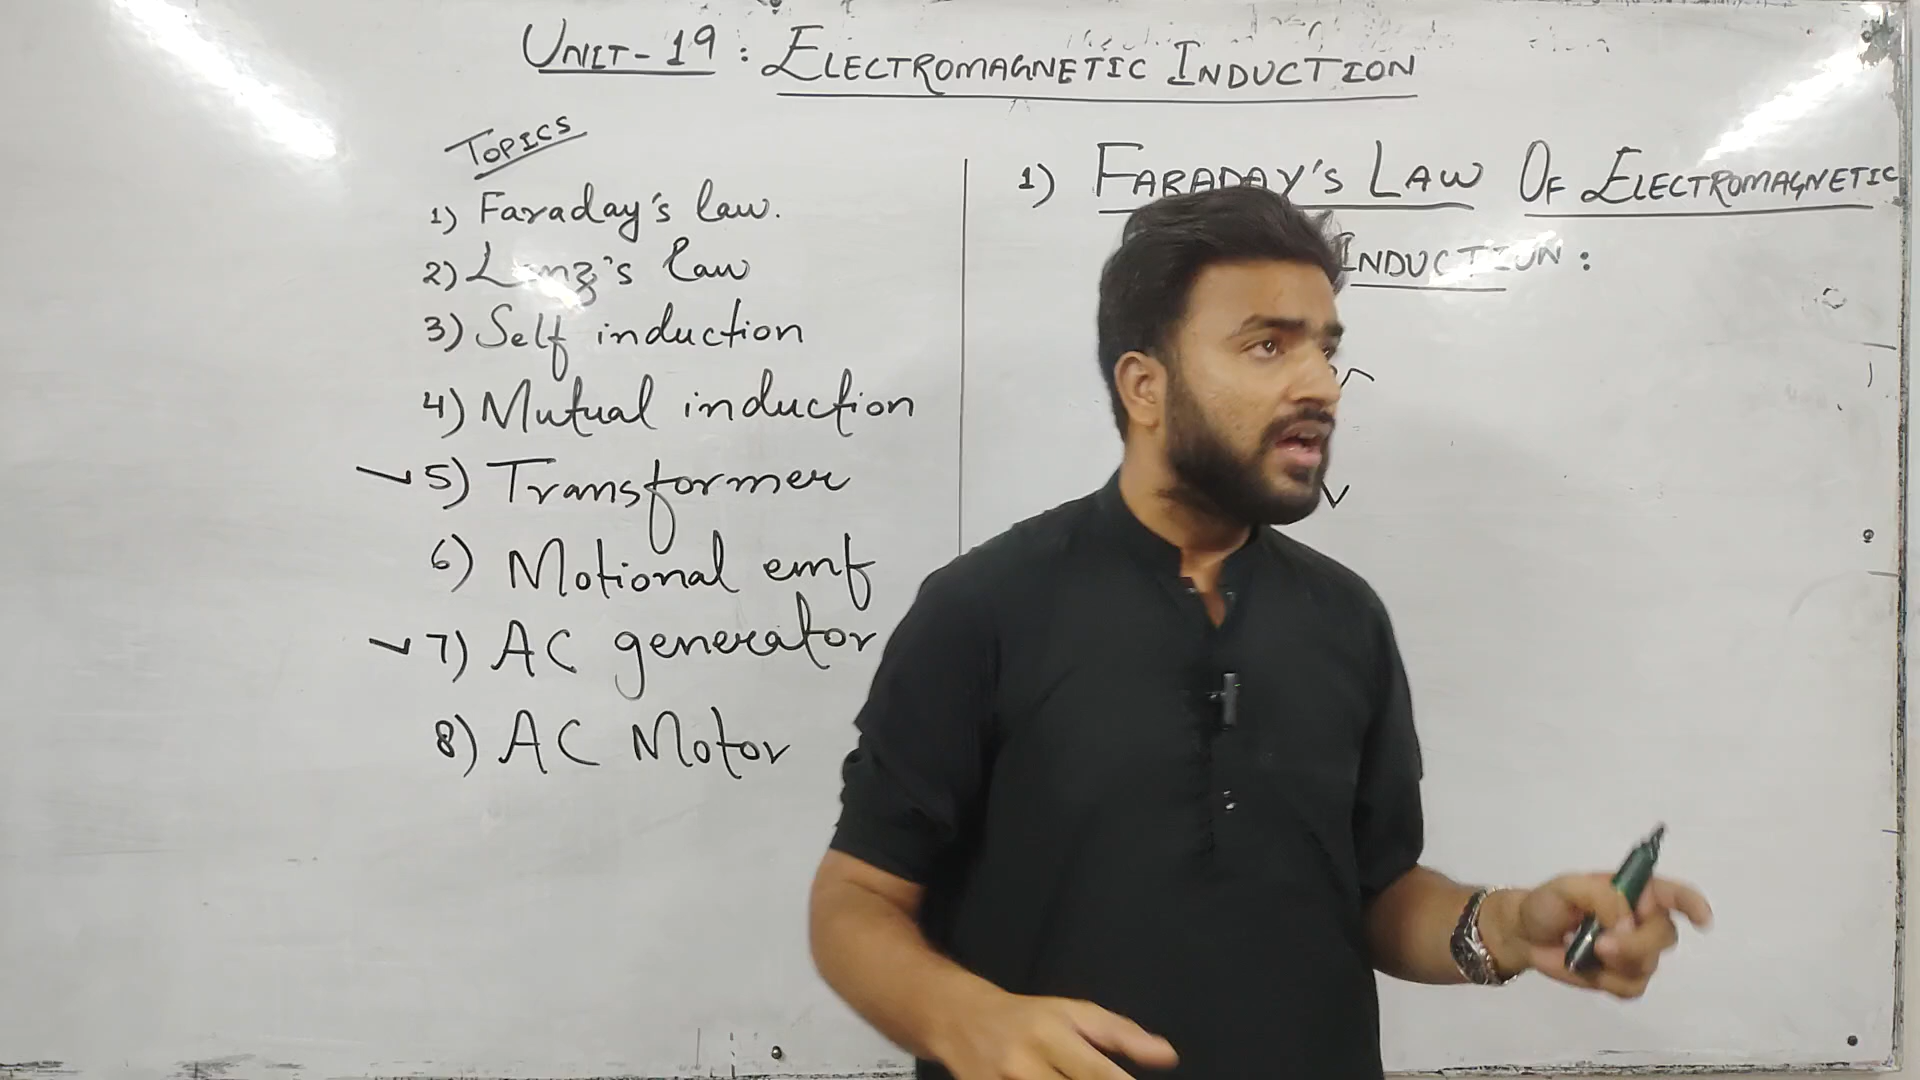 UNIT-19 : ELECTROMAGNETIC INDUCTION
TOPICS
1) Faraday's law.
2) Lenz's law
3) Self induction
4) Mutual induction
5) Transformer
6) Motional emf
7) AC generator
8) AC Motor
1) FARADAY'S LAW OF ELECTROMAGNETIC
INDUCTION :